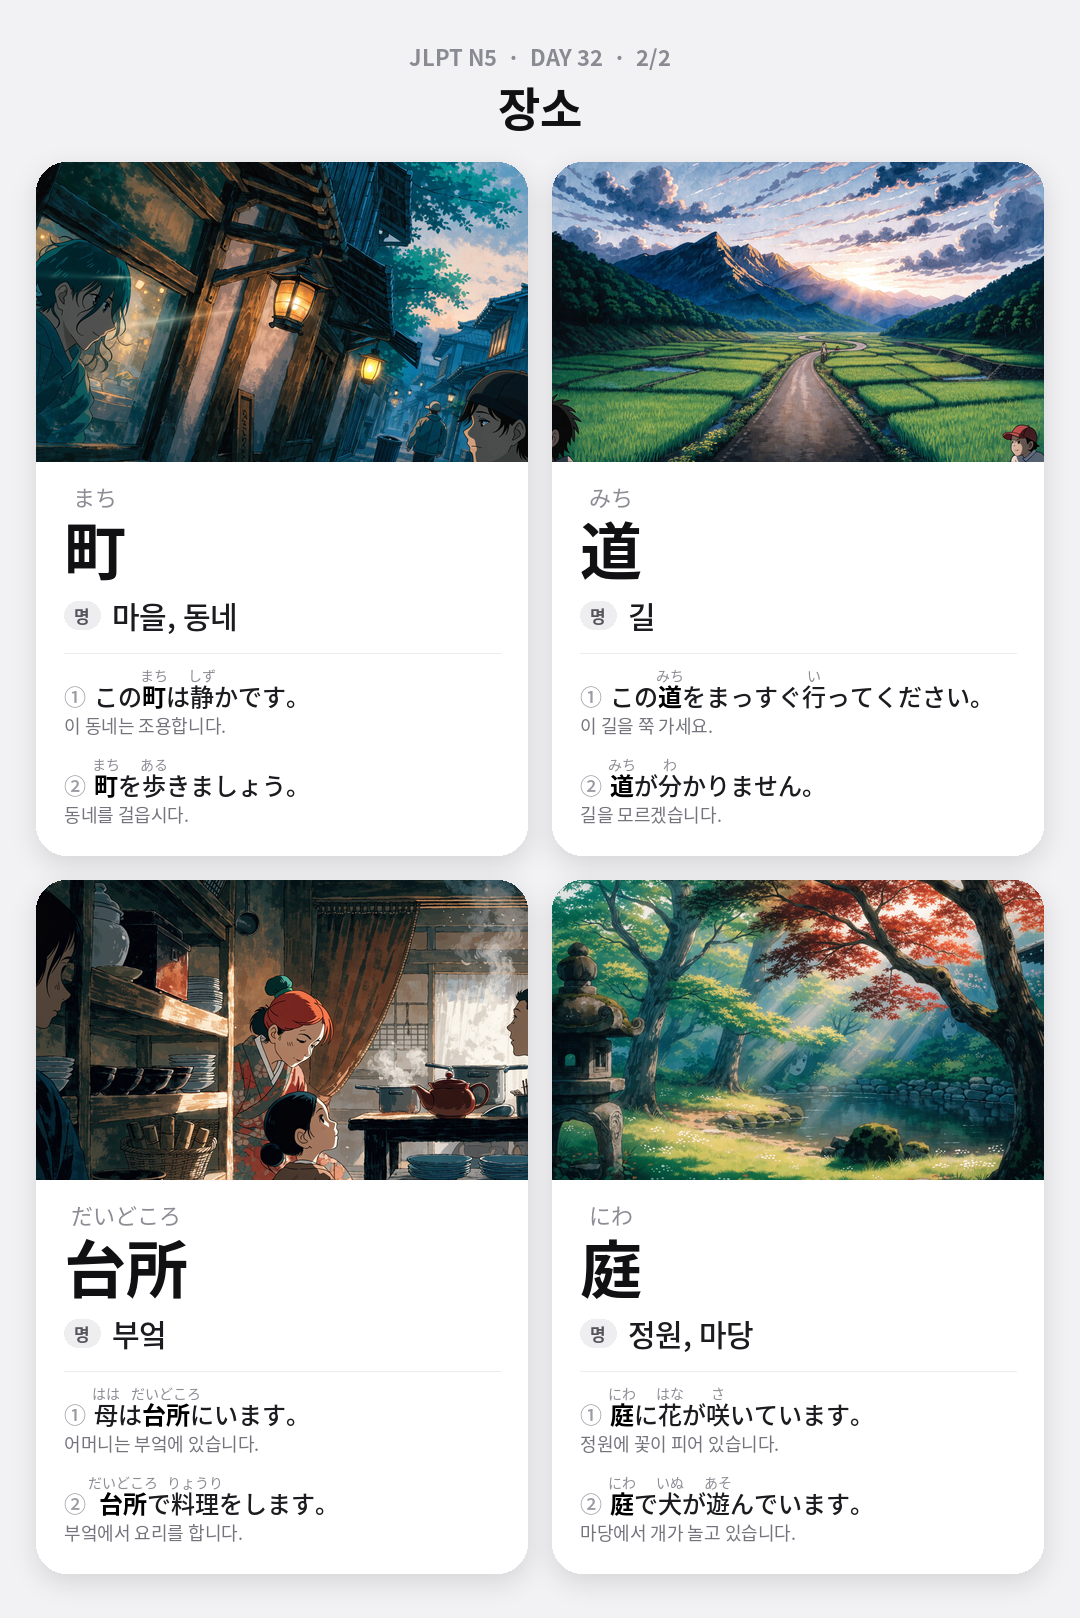 JLPT N5 · DAY 32 · 2/2
장소
まち
町
명 마을, 동네
まち しず
① この町は静かです。
이 동네는 조용합니다.
まち ある
② 町を歩きましょう。
동네를 걸읍시다.
みち
道
명 길
みち い
① この道をまっすぐ行ってください。
이 길을 쭉 가세요.
みち わ
② 道が分かりません。
길을 모르겠습니다.
だいどころ
台所
명 부엌
はは だいどころ
① 母は台所にいます。
어머니는 부엌에 있습니다.
だいどころ りょうり
② 台所で料理をします。
부엌에서 요리를 합니다.
にわ
庭
명 정원, 마당
にわ はな さ
① 庭に花が咲いています。
정원에 꽃이 피어 있습니다.
にわ いぬ あそ
② 庭で犬が遊んでいます。
마당에서 개가 놀고 있습니다.